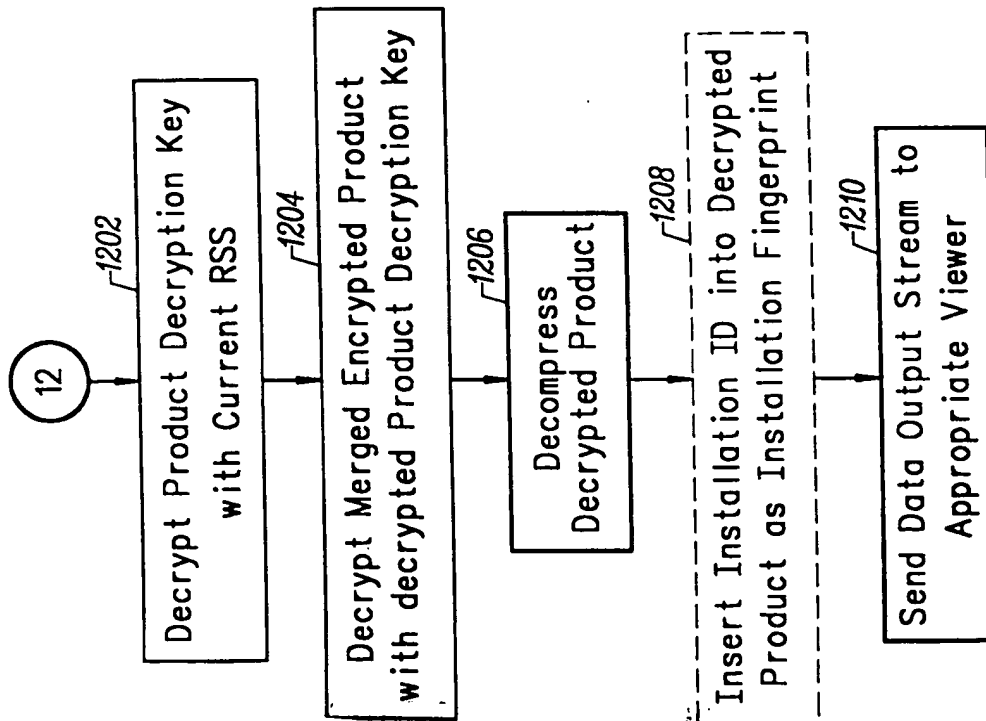 12
1202
Decrypt Product Decryption Key
with Current RSS
1204
Decrypt Merged Encrypted Product
with decrypted Product Decryption Key
1206
Decompress
Decrypted Product
1208
Insert Installation ID into Decrypted
Product as Installation Fingerprint
1210
Send Data Output Stream to
Appropriate Viewer